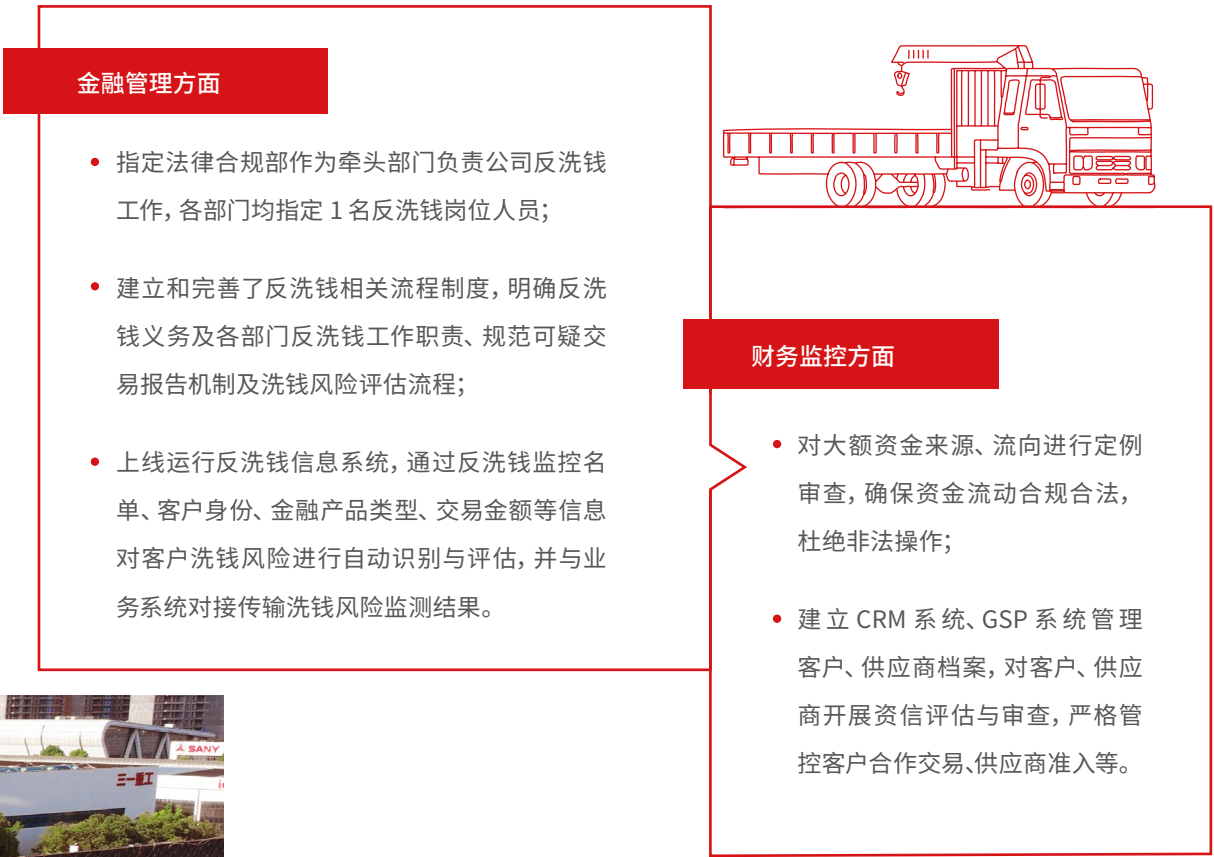 金融管理方面
指定法律合规部作为牵头部门负责公司反洗钱
工作，各部门均指定 1 名反洗钱岗位人员；
建立和完善了反洗钱相关流程制度，明确反洗
钱义务及各部门反洗钱工作职责、规范可疑交
易报告机制及洗钱风险评估流程；
上线运行反洗钱信息系统，通过反洗钱监控名
单、客户身份、金融产品类型、交易金额等信息
对客户洗钱风险进行自动识别与评估，并与业
务系统对接传输洗钱风险监测结果。
财务监控方面
对大额资金来源、流向进行定例
审查，确保资金流动合规合法，
杜绝非法操作；
建立 CRM 系统、GSP 系统管理
客户、供应商档案，对客户、供应
商开展资信评估与审查，严格管
控客户合作交易、供应商准入等。
SANY
三一重工